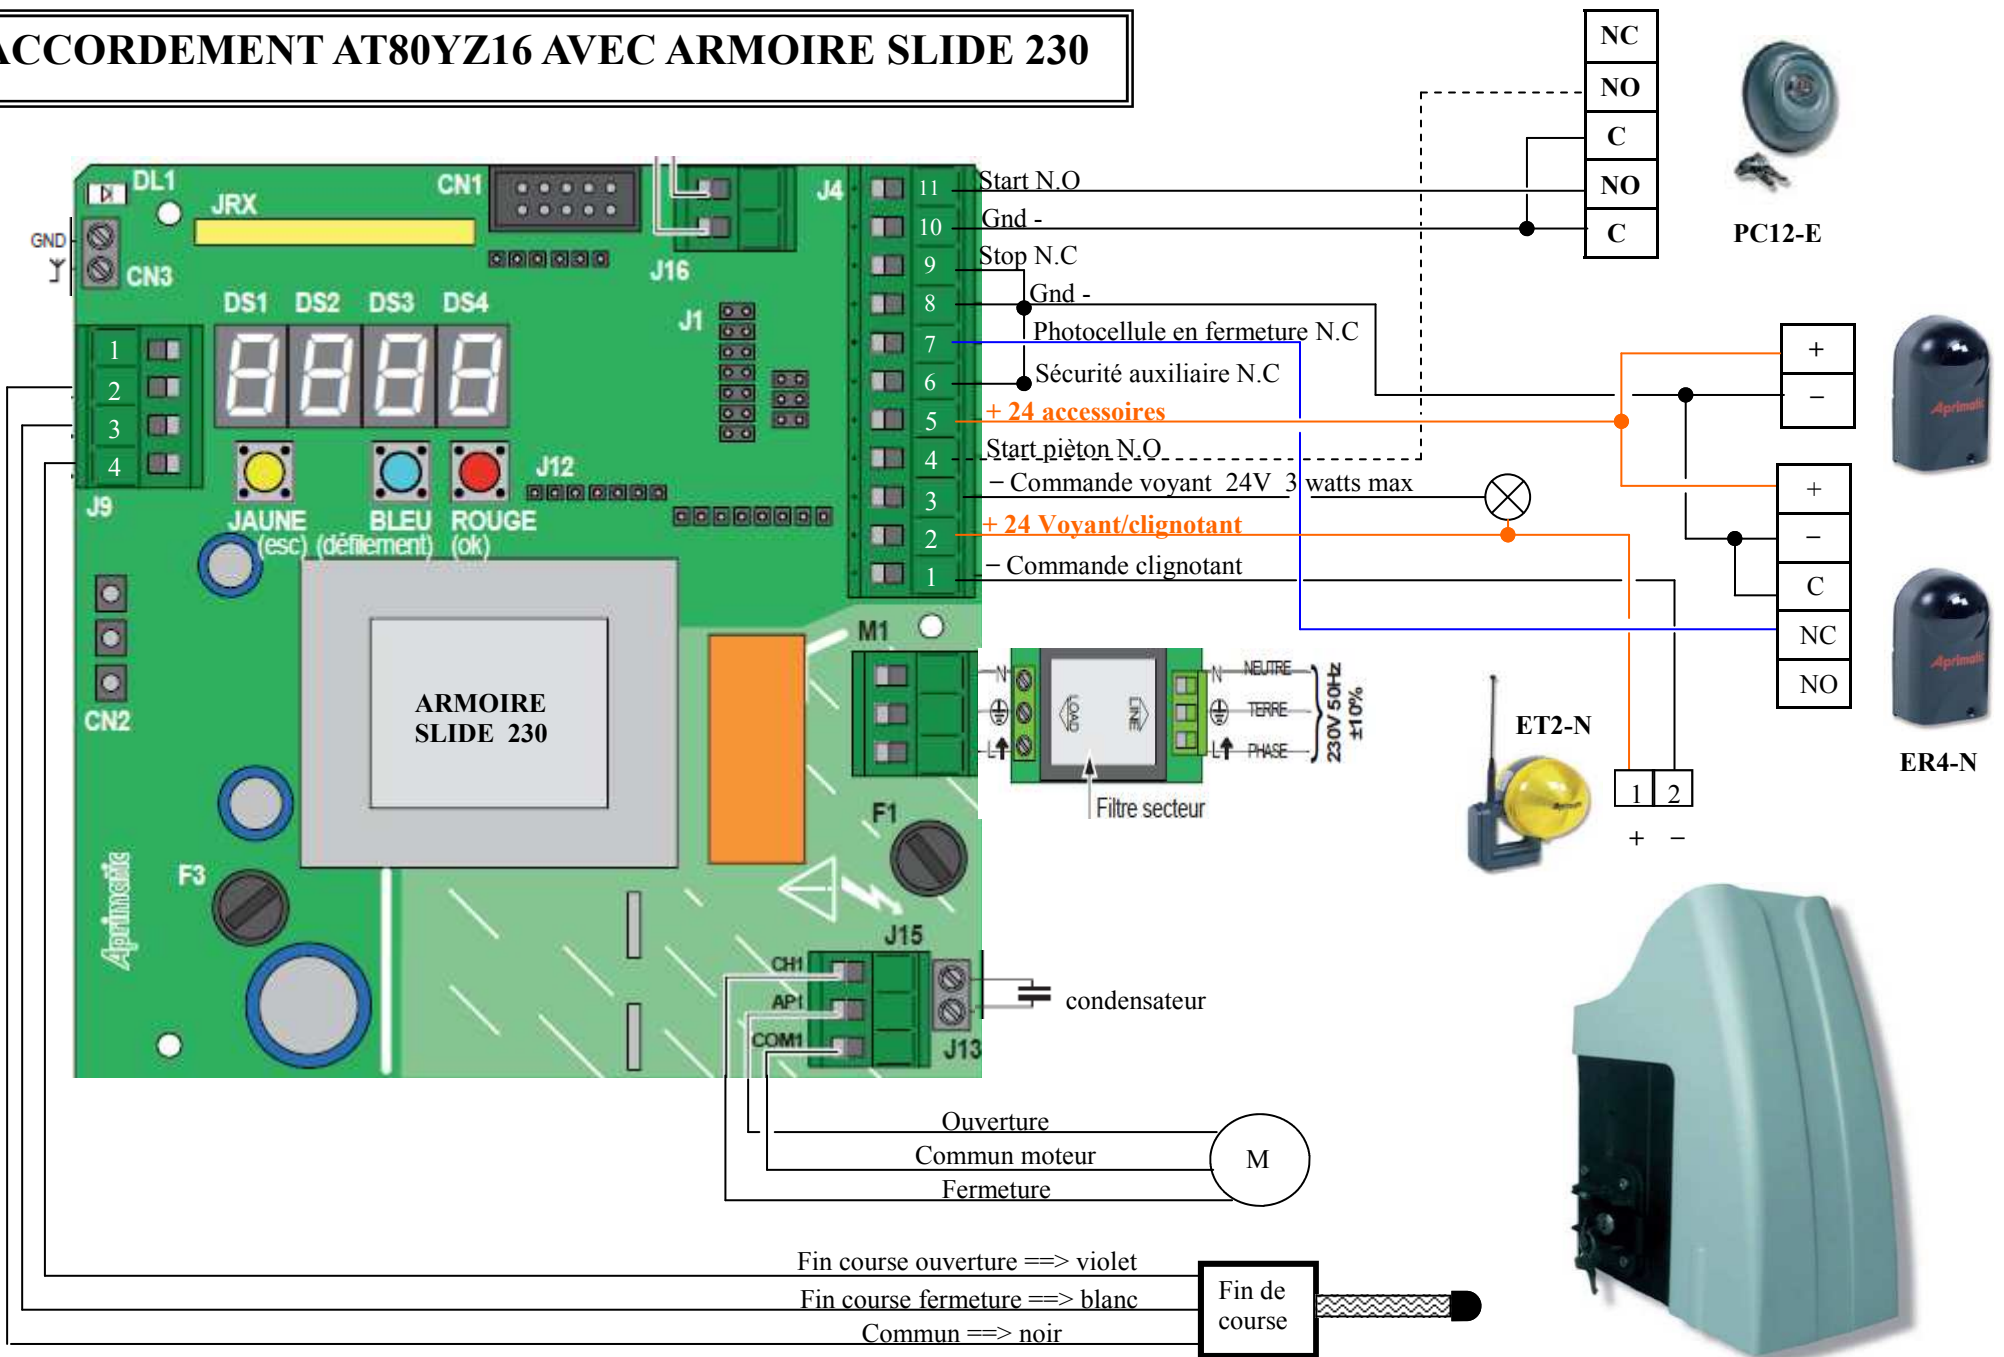 ACCORDEMENT AT80YZ16 AVEC ARMOIRE SLIDE 230
NC
NO
C
NO
C
PC12-E
DL1
JRX
CN1
J4
GND
CN3
J16
DS1 DS2 DS3 DS4
J1
11 Start N.O
10 Gnd -
9 Stop N.C
8 Gnd -
7 Photocellule en fermeture N.C
6 Sécurité auxiliaire N.C
5 + 24 accessoires
4 Start pièton N.O
3 – Commande voyant 24V 3 watts max
2 + 24 Voyant/clignotant
1 – Commande clignotant
1
2
3
4
J9
J12
JAUNE BLEU ROUGE
(esc) (défilement) (ok)
+
–
Aprimatic
+
–
C
NC
NO
Aprimatic
ER4-N
CN2
ARMOIRE
SLIDE 230
M1
N
L
LOAD
LINE
N NEUTRE
TERRE
L PHASE
230V 50Hz
±10%
Filtre secteur
ET2-N
1 2
+ –
F1
F3
Aprimatic
J15
CH1
AP1
COM1
J13
condensateur
Ouverture
Commun moteur
Fermeture
M
Fin course ouverture ==> violet
Fin course fermeture ==> blanc
Commun ==> noir
Fin de
course